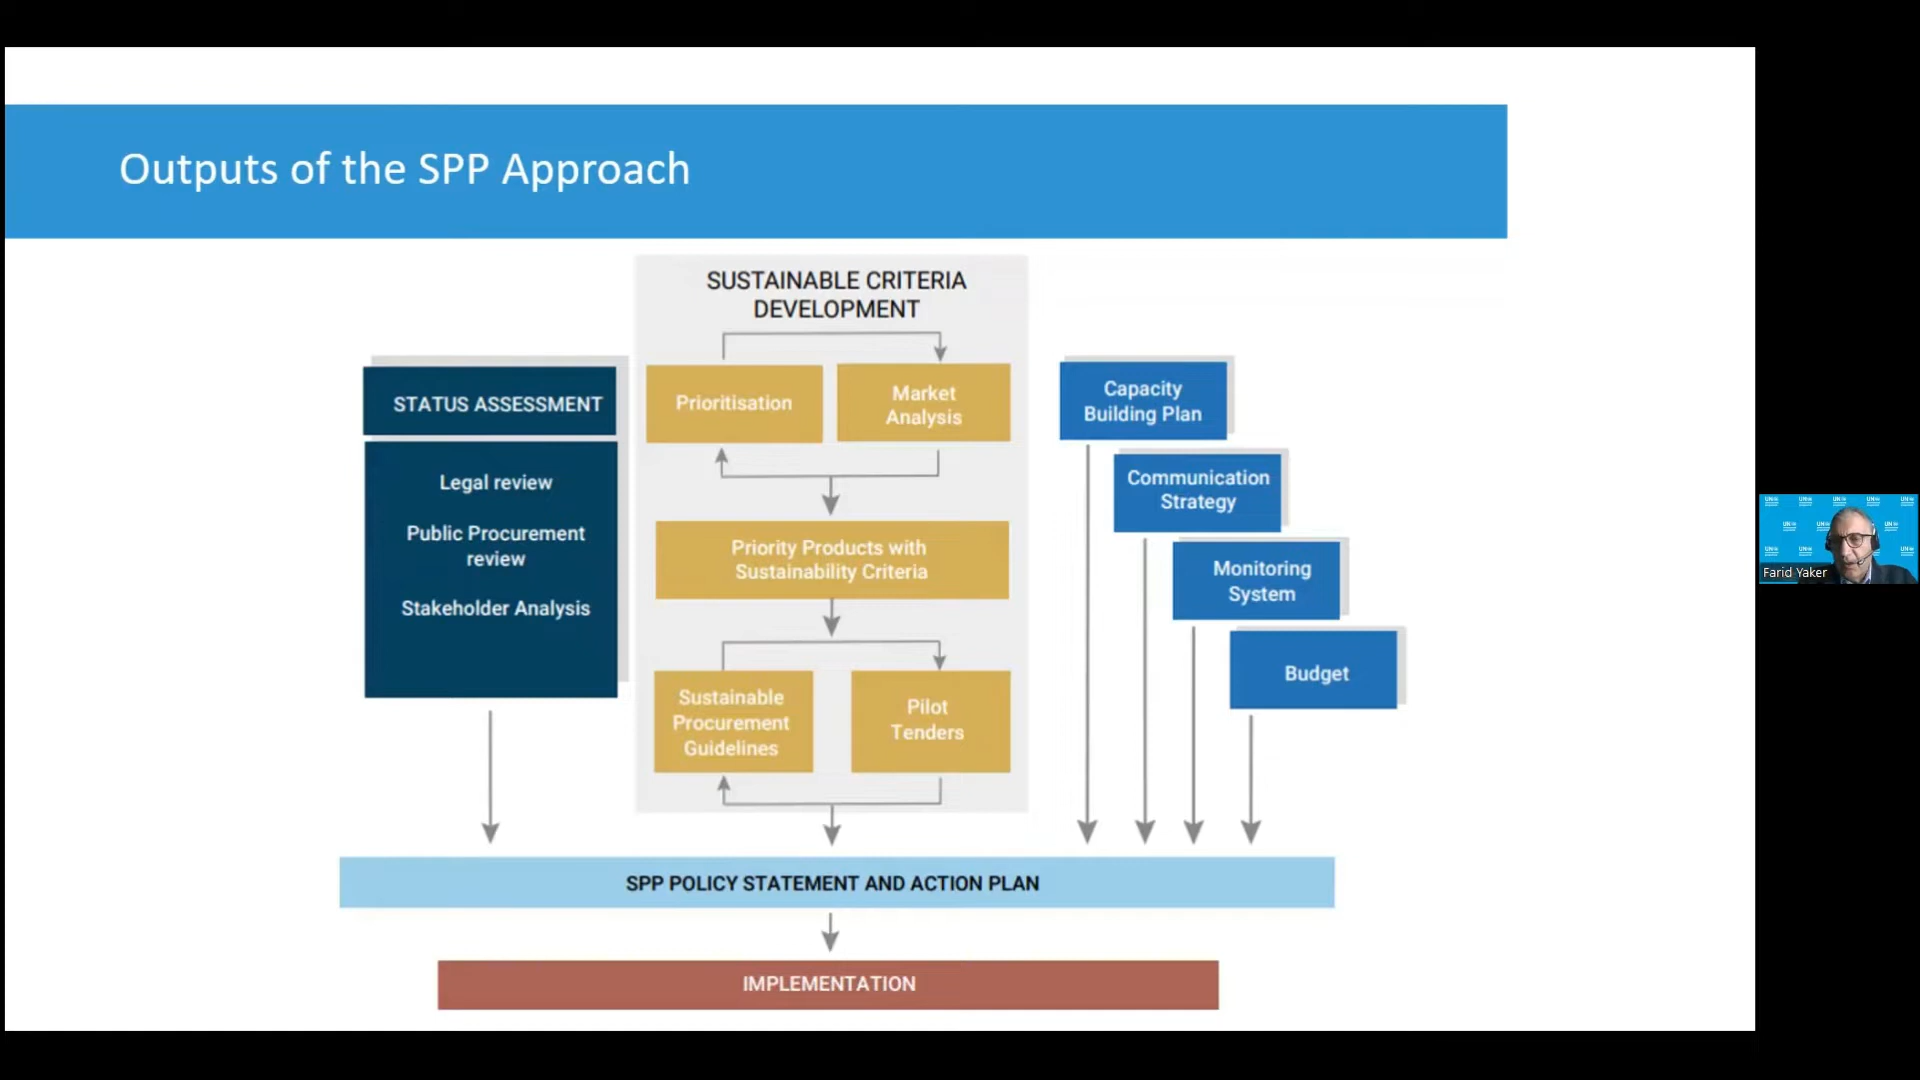 Outputs of the SPP Approach
SUSTAINABLE CRITERIA
DEVELOPMENT
STATUS ASSESSMENT
Legal review
Public Procurement
review
Stakeholder Analysis
Prioritisation
Market
Analysis
Priority Products with
Sustainability Criteria
Sustainable
Procurement
Guidelines
Pilot
Tenders
Capacity
Building Plan
Communication
Strategy
Monitoring
System
Budget
SPP POLICY STATEMENT AND ACTION PLAN
IMPLEMENTATION
Farid Yaker